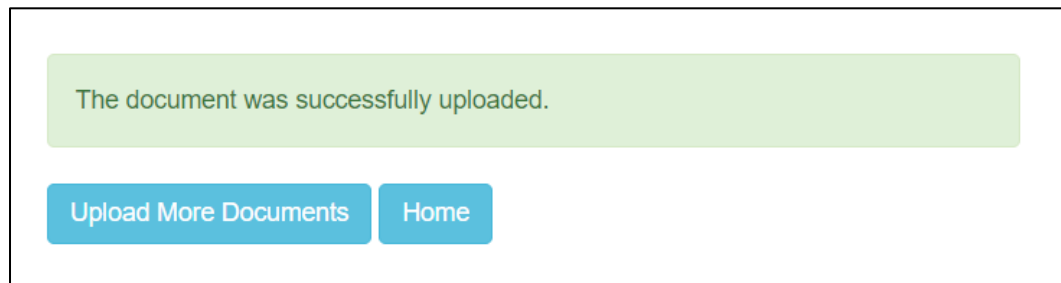 The document was successfully uploaded.
Upload More Documents Home